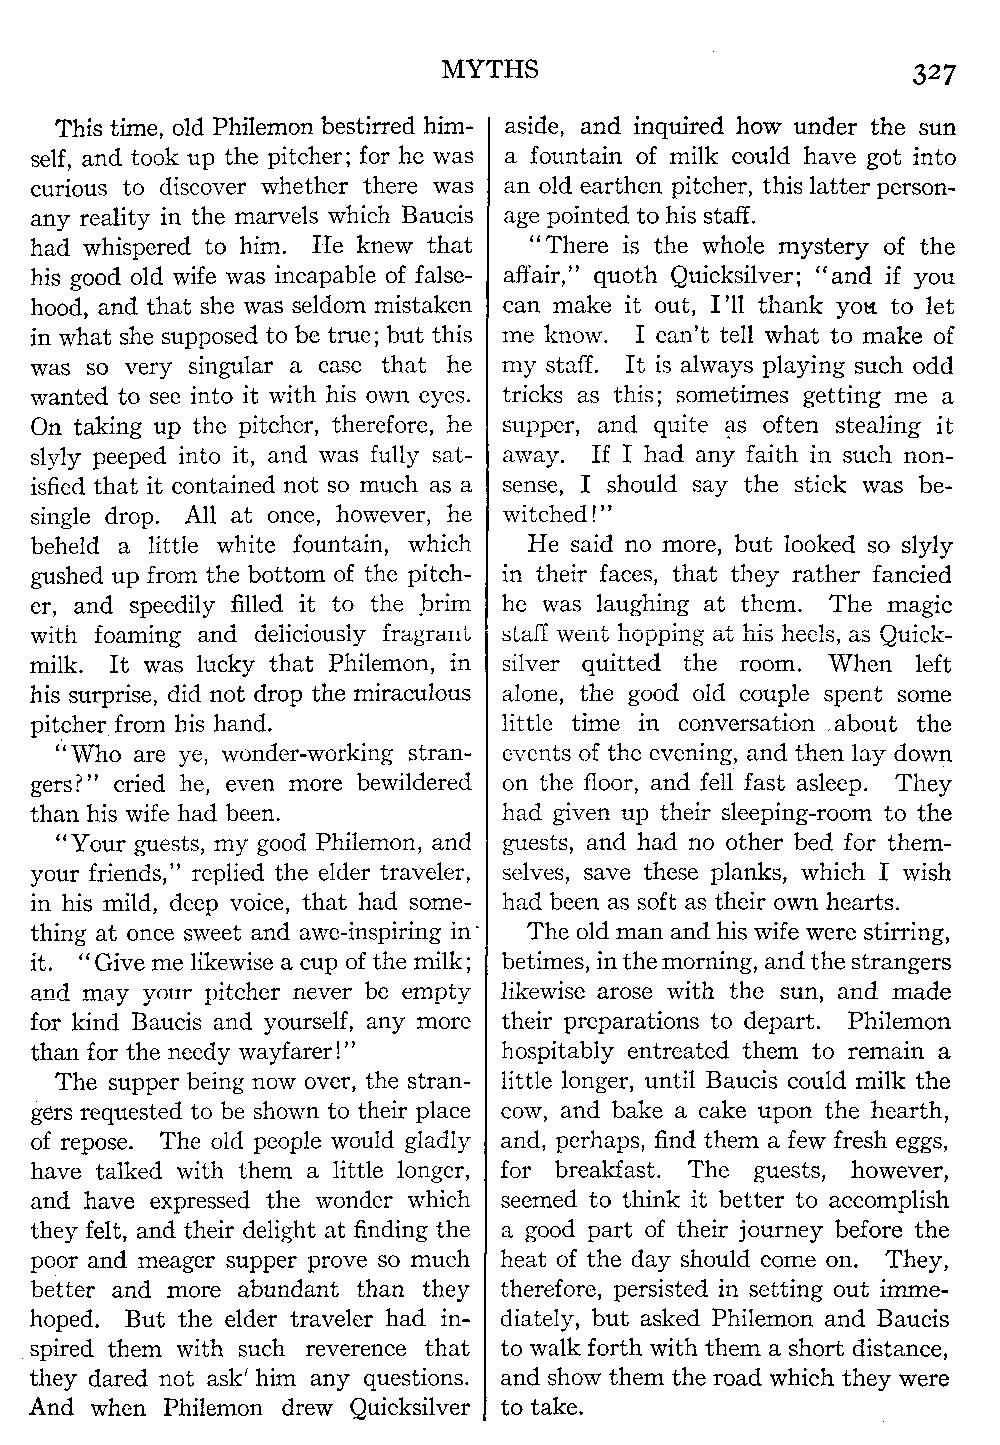 MYTHS
327
This time, old Philemon bestirred him-
self, and took up the pitcher; for he was
curious to discover whether there was
any reality in the marvels which Baucis
had whispered to him. He knew that
his good old wife was incapable of false-
hood, and that she was seldom mistaken
in what she supposed to be true; but this
was so very singular a case that he
wanted to see into it with his own eyes.
On taking up the pitcher, therefore, he
slyly peeped into it, and was fully sat-
isfied that it contained not so much as a
single drop. All at once, however, he
beheld a little white fountain, which
gushed up from the bottom of the pitch-
er, and speedily filled it to the brim
with foaming and deliciously fragrant
milk. It was lucky that Philemon, in
his surprise, did not drop the miraculous
pitcher from his hand.
"Who are ye, wonder-working stran-
gers?" cried he, even more bewildered
than his wife had been.
"Your guests, my good Philemon, and
your friends," replied the elder traveler,
in his mild, deep voice, that had some-
thing at once sweet and awe-inspiring in
it. "Give me likewise a cup of the milk;
and may your pitcher never be empty
for kind Baucis and yourself, any more
than for the needy wayfarer!"
The supper being now over, the stran-
gers requested to be shown to their place
of repose. The old people would gladly
have talked with them a little longer,
and have expressed the wonder which
they felt, and their delight at finding the
poor and meager supper prove so much
better and more abundant than they
hoped. But the elder traveler had in-
spired them with such reverence that
they dared not ask him any questions.
And when Philemon drew Quicksilver
aside, and inquired how under the sun
a fountain of milk could have got into
an old earthen pitcher, this latter person-
age pointed to his staff.
"There is the whole mystery of the
affair," quoth Quicksilver; "and if you
can make it out, I'll thank you to let
me know. I can't tell what to make of
my staff. It is always playing such odd
tricks as this; sometimes getting me a
supper, and quite as often stealing it
away. If I had any faith in such non-
sense, I should say the stick was be-
witched!"
He said no more, but looked so slyly
in their faces, that they rather fancied
he was laughing at them. The magic
staff went hopping at his heels, as Quick-
silver quitted the room. When left
alone, the good old couple spent some
little time in conversation about the
events of the evening, and then lay down
on the floor, and fell fast asleep. They
had given up their sleeping-room to the
guests, and had no other bed for them-
selves, save these planks, which I wish
had been as soft as their own hearts.
The old man and his wife were stirring,
betimes, in the morning, and the strangers
likewise arose with the sun, and made
their preparations to depart. Philemon
hospitably entreated them to remain a
little longer, until Baucis could milk the
cow, and bake a cake upon the hearth,
and, perhaps, find them a few fresh eggs,
for breakfast. The guests, however,
seemed to think it better to accomplish
a good part of their journey before the
heat of the day should come on. They,
therefore, persisted in setting out imme-
diately, but asked Philemon and Baucis
to walk forth with them a short distance,
and show them the road which they were
to take.